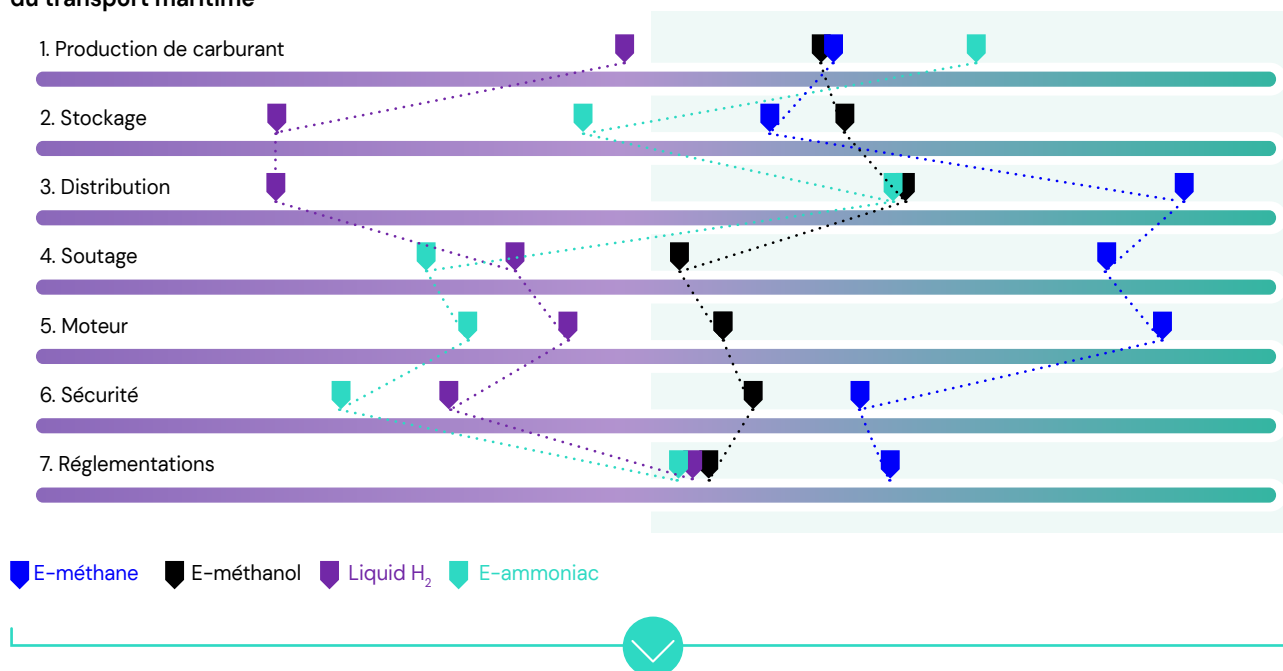 du transport maritime
1. Production de carburant
2. Stockage
3. Distribution
4. Soutage
5. Moteur
6. Sécurité
7. Réglementations
E-méthane E-méthanol Liquid H₂ E-ammoniac